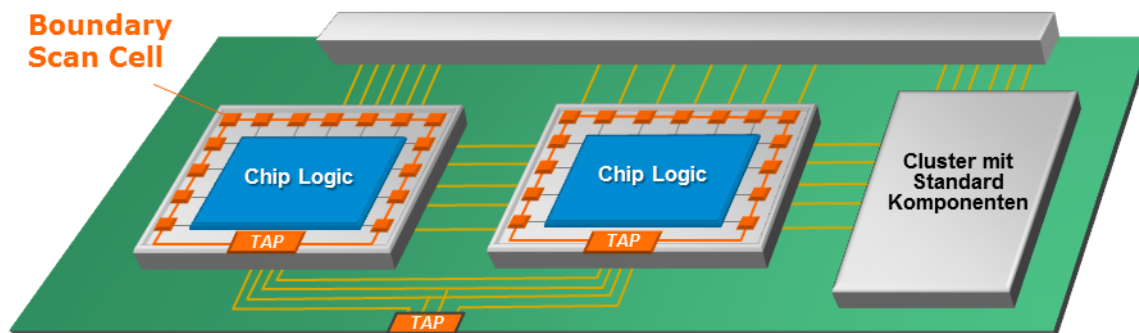 Boundary
Scan Cell
Chip Logic
Chip Logic
Cluster mit
Standard
Komponenten
TAP
TAP
TAP